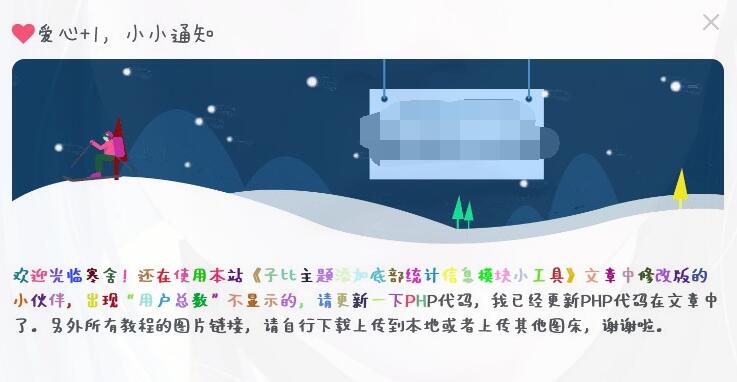 爱心+1，小小通知
欢迎光临寒舍！还在使用本站《子比主题添加底部统计信息模块小工具》文章中修改版的
小伙伴，出现“用户总数”不显示的，请更新一下PHP代码，我已经更新PHP代码在文章中
了。另外所有教程的图片链接，请自行下载上传到本地或者上传其他图床，谢谢啦。